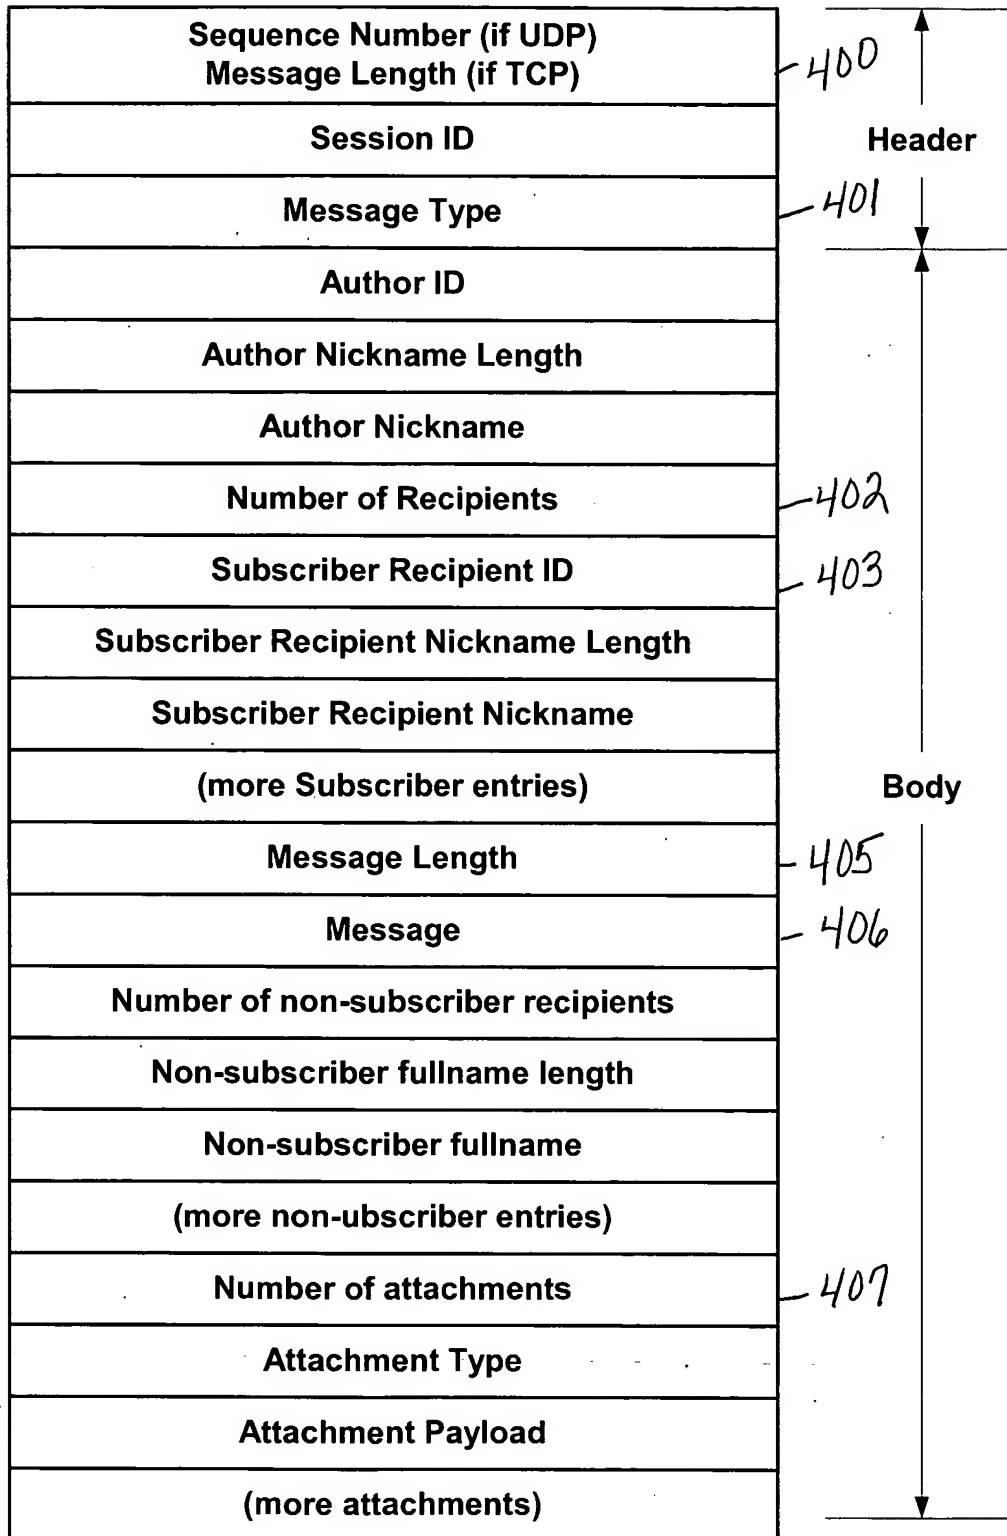 Sequence Number (if UDP)
Message Length (if TCP)
400
Session ID
Header
Message Type
401
Author ID
Author Nickname Length
Author Nickname
Number of Recipients
402
Subscriber Recipient ID
403
Subscriber Recipient Nickname Length
Subscriber Recipient Nickname
(more Subscriber entries)
Body
Message Length
405
Message
406
Number of non-subscriber recipients
Non-subscriber fullname length
Non-subscriber fullname
(more non-ubscriber entries)
Number of attachments
407
Attachment Type
Attachment Payload
(more attachments)